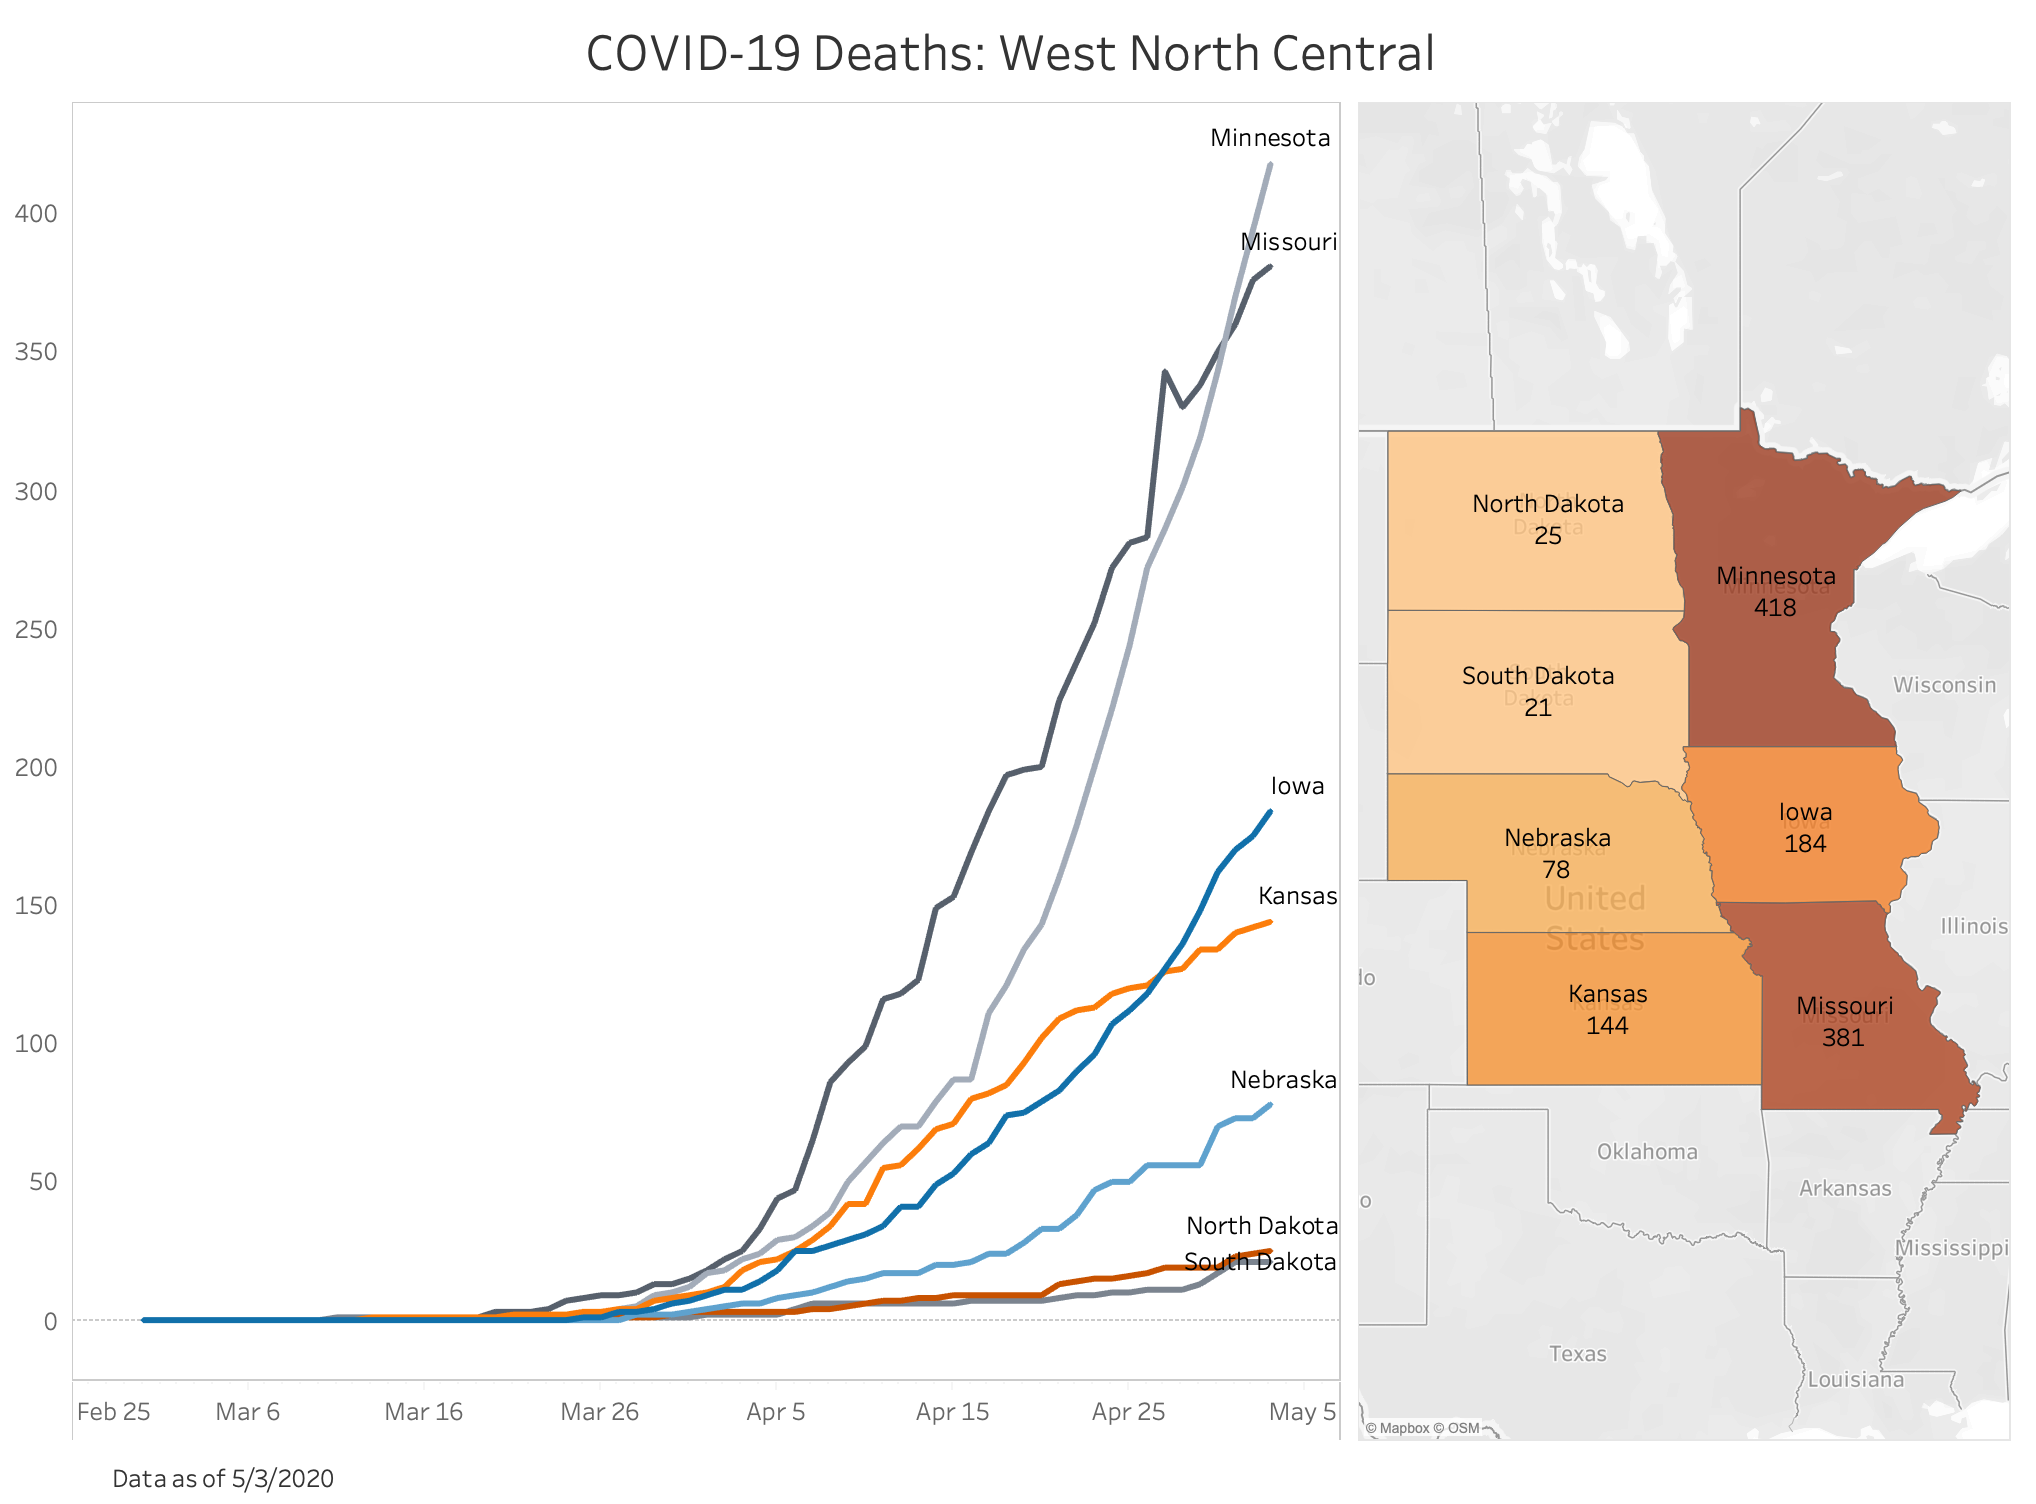 COVID-19 Deaths: West North Central
Minnesota
400
Missouri
350
300
250
200
Iowa
150
Kansas
100
Nebraska
50
North Dakota
South Dakota
0
Feb 25 Mar 6 Mar 16 Mar 26 Apr 5 Apr 15 Apr 25 May 5
Data as of 5/3/2020
North Dakota
25
Minnesota
418
South Dakota
21
Wisconsin
Iowa
184
Nebraska
78
United
States
Illinois
lo
Kansas
144
Missouri
381
Oklahoma
Arkansas
o
Mississippi
Texas
Louisiana
© Mapbox © OSM